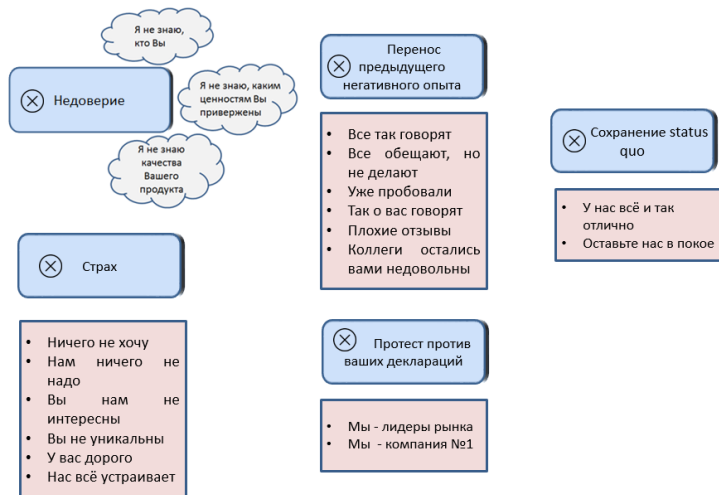 Я не знаю,
кто Вы
Недоверие
Я не знаю, каким
ценностям Вы
привержены
Я не знаю
качества
Вашего
продукта
Страх
• Ничего не хочу
• Нам ничего не
надо
• Вы нам не
интересны
• Вы не уникальны
• У вас дорого
• Нас всё устраивает
Перенос
предыдущего
негативного опыта
• Все так говорят
• Все обещают, но
не делают
• Уже пробовали
• Так о вас говорят
• Плохие отзывы
• Коллеги остались
вами недовольны
Протест против
ваших деклараций
• Мы - лидеры рынка
• Мы - компания №1
Сохранение status
quo
• У нас всё и так
отлично
• Оставьте нас в покое